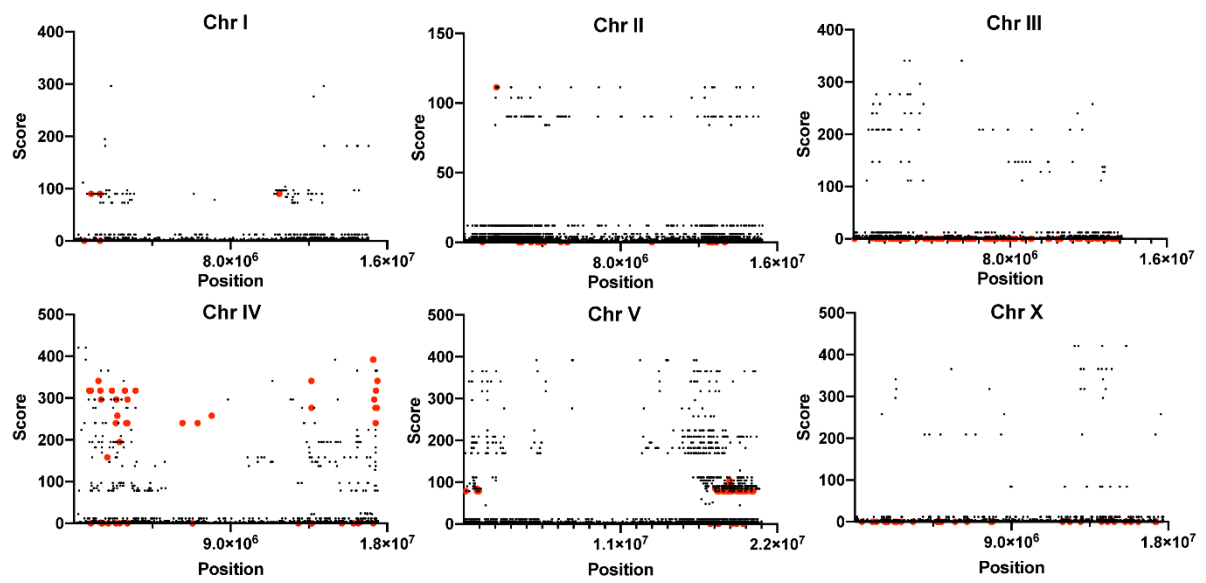 Chr I
400
300
200
100
0
Score
8.0×10⁶
1.6×10⁷
Position
Chr II
150
100
50
0
Score
8.0×10⁶
1.6×10⁷
Position
Chr III
400
300
200
100
0
Score
8.0×10⁶
1.6×10⁷
Position
Chr IV
500
400
300
200
100
0
Score
9.0×10⁶
1.8×10⁷
Position
Chr V
500
400
300
200
100
0
Score
1.1×10⁷
2.2×10⁷
Position
Chr X
500
400
300
200
100
0
Score
9.0×10⁶
1.8×10⁷
Position